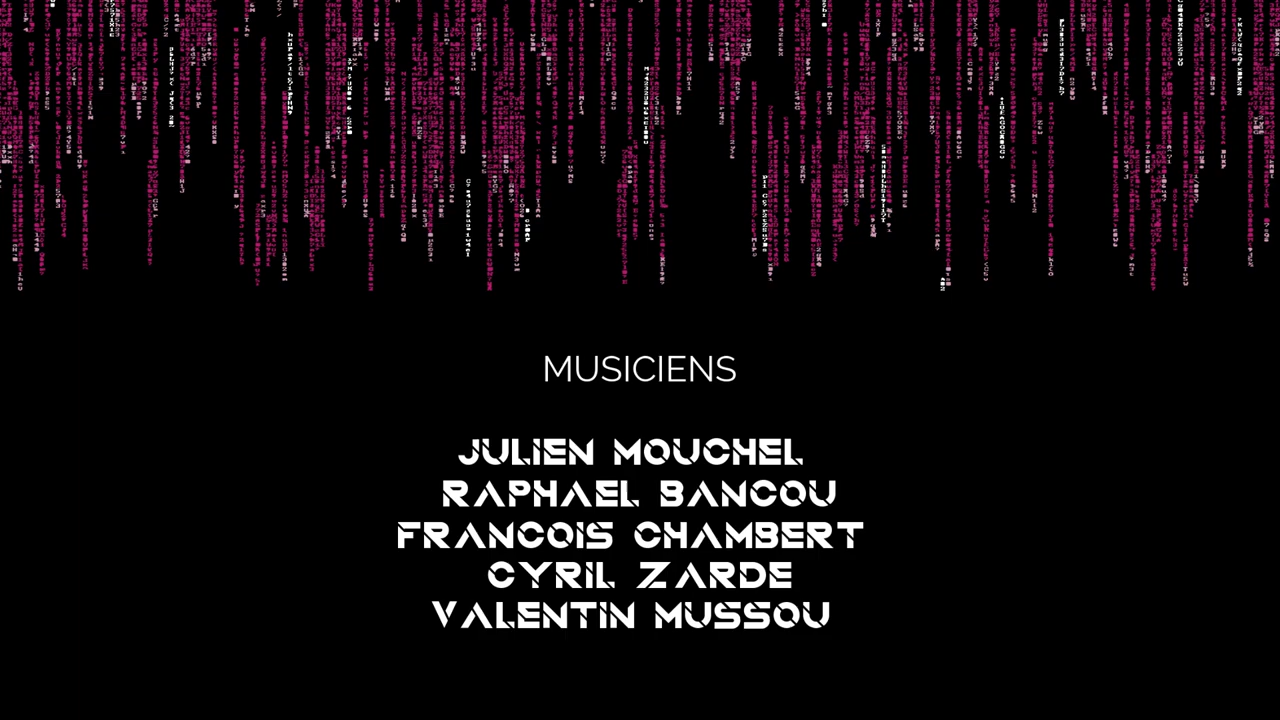 MUSICIENS
JULIEN MOUCHEL
RAPHAEL BANCOU
FRANCOIS CHAMBERT
CYRIL ZARDE
VALENTIN MUSSOU